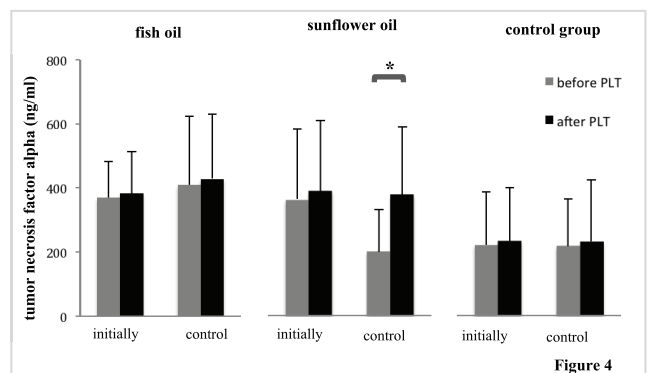 fish oil
sunflower oil
control group
tumor necrosis factor alpha (ng/ml)
800
600
400
200
0
*
before PLT
after PLT
initially
control
initially
control
initially
control
Figure 4